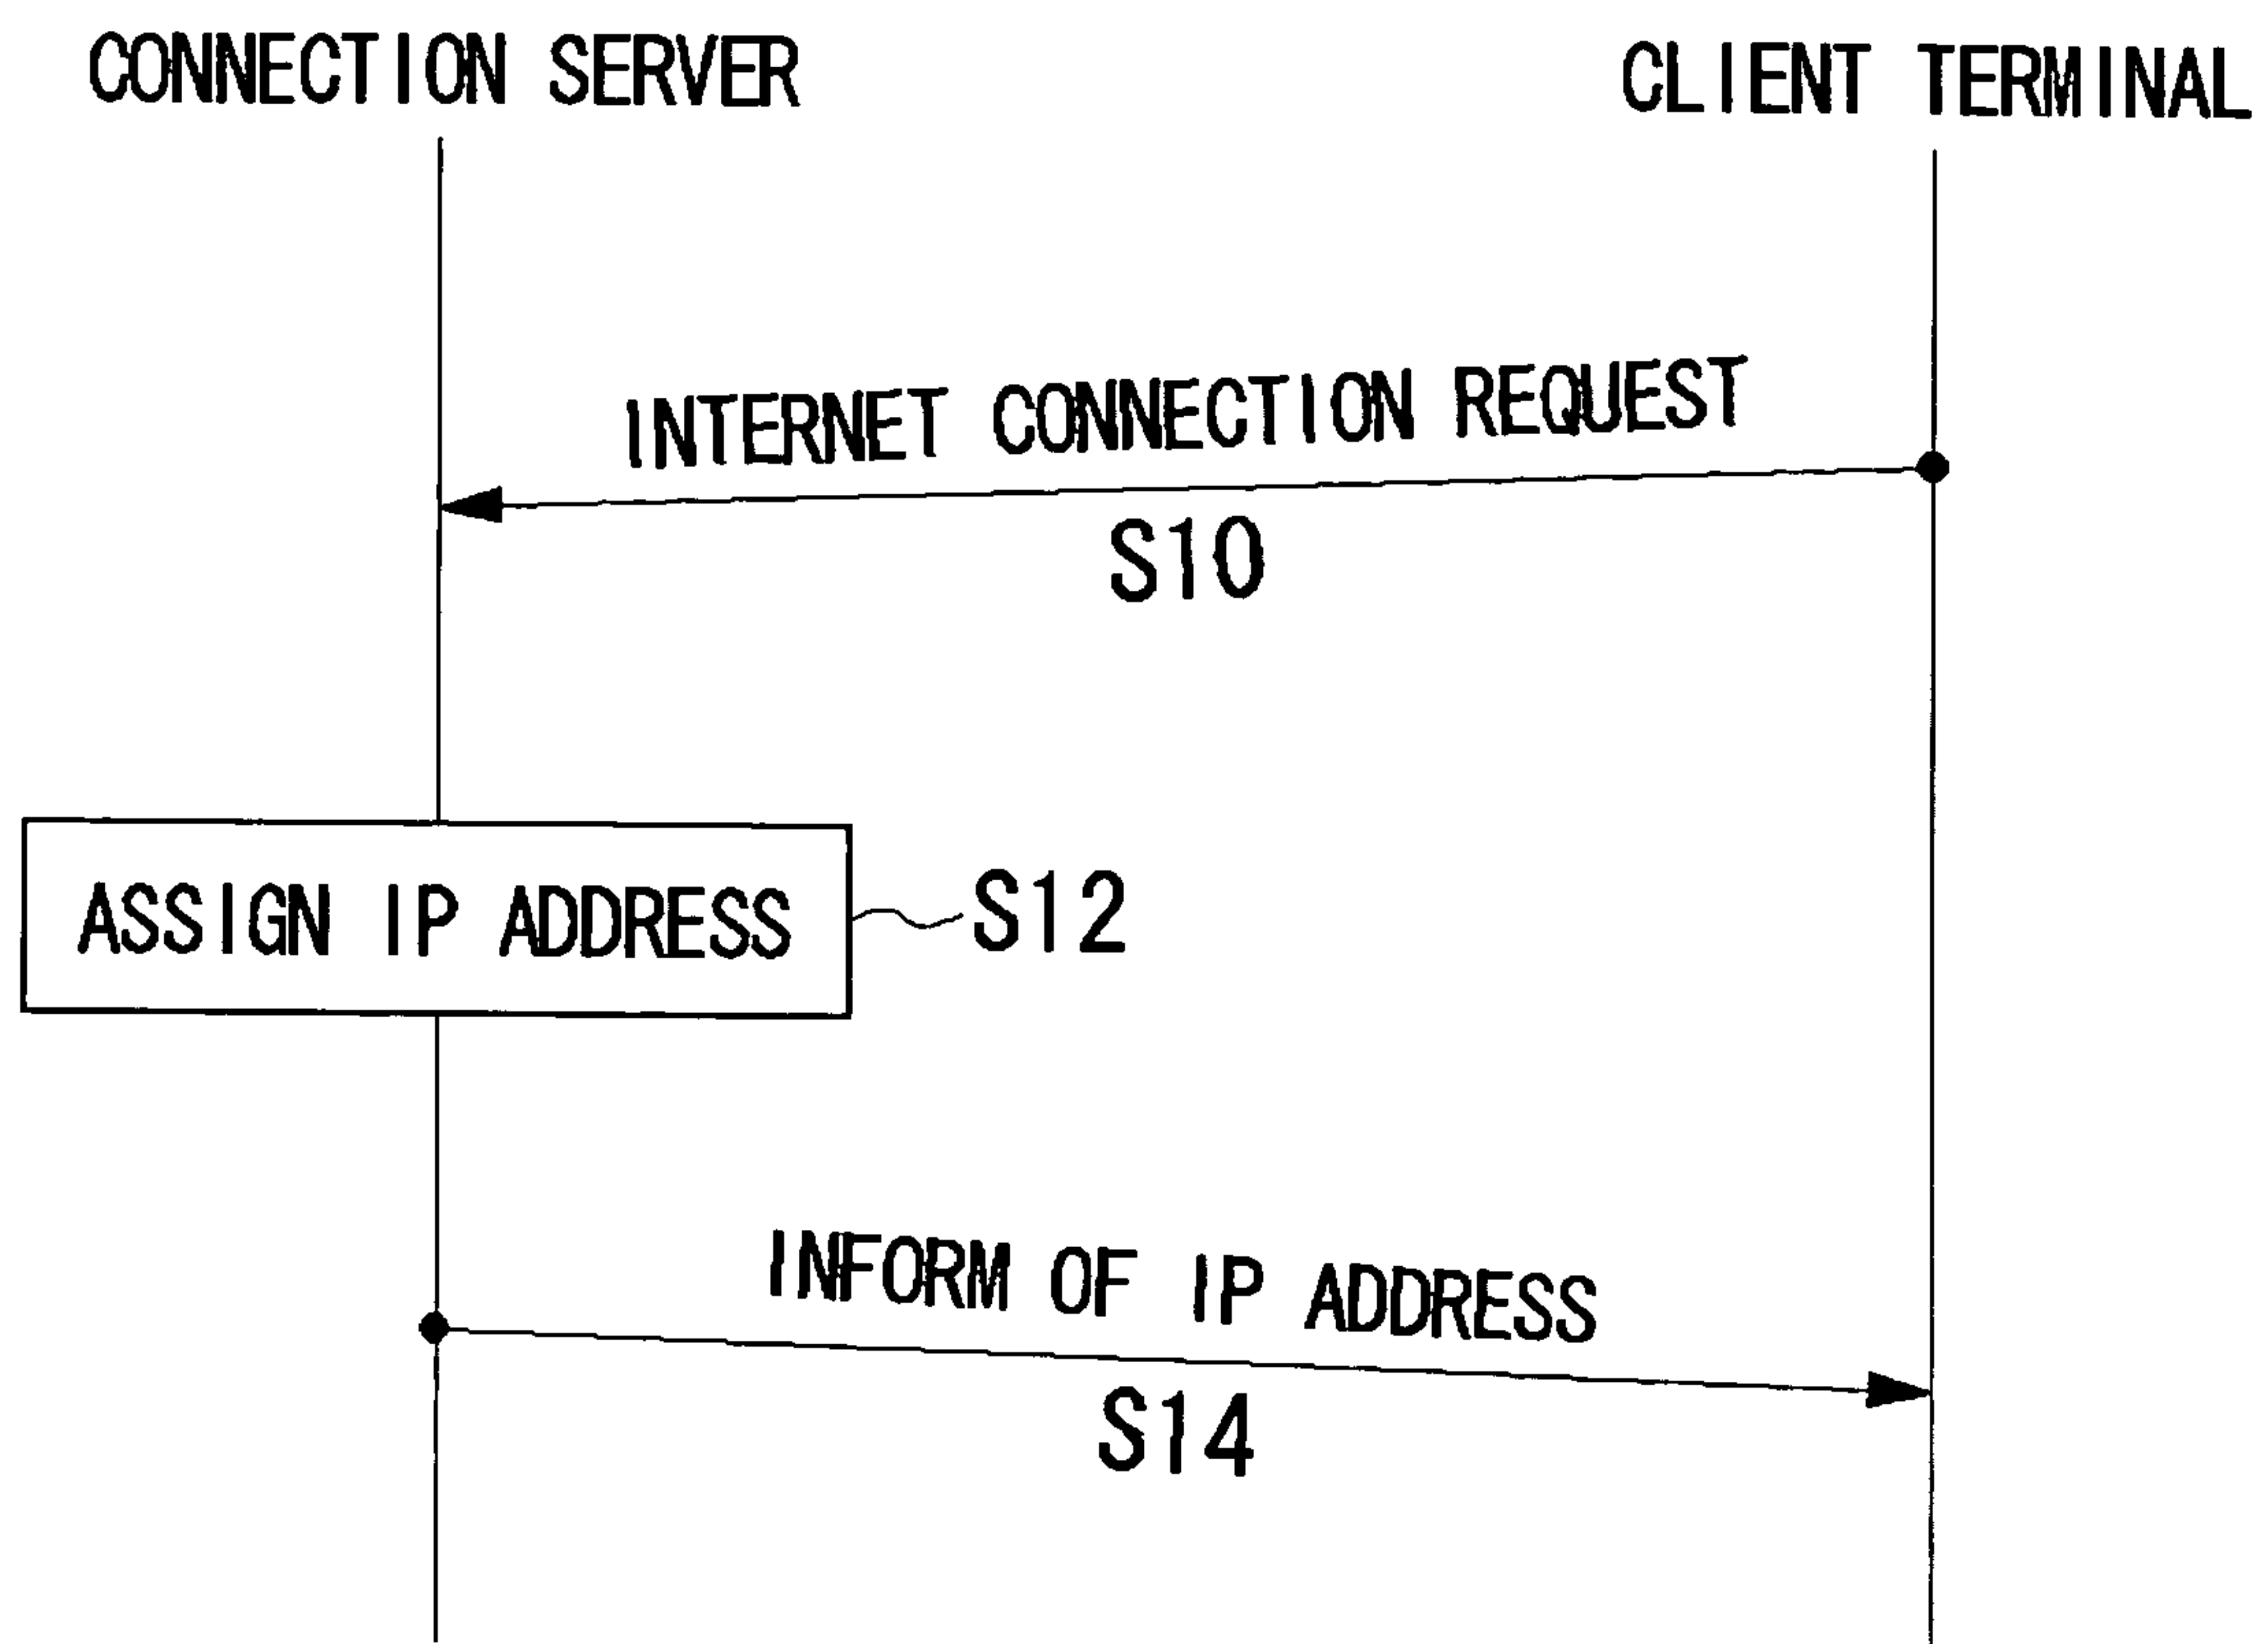 CONNECTION SERVER
CLIENT TERMINAL
INTERNET CONNECTION REQUEST
S10
ASSIGN IP ADDRESS
S12
INFORM OF IP ADDRESS
S14